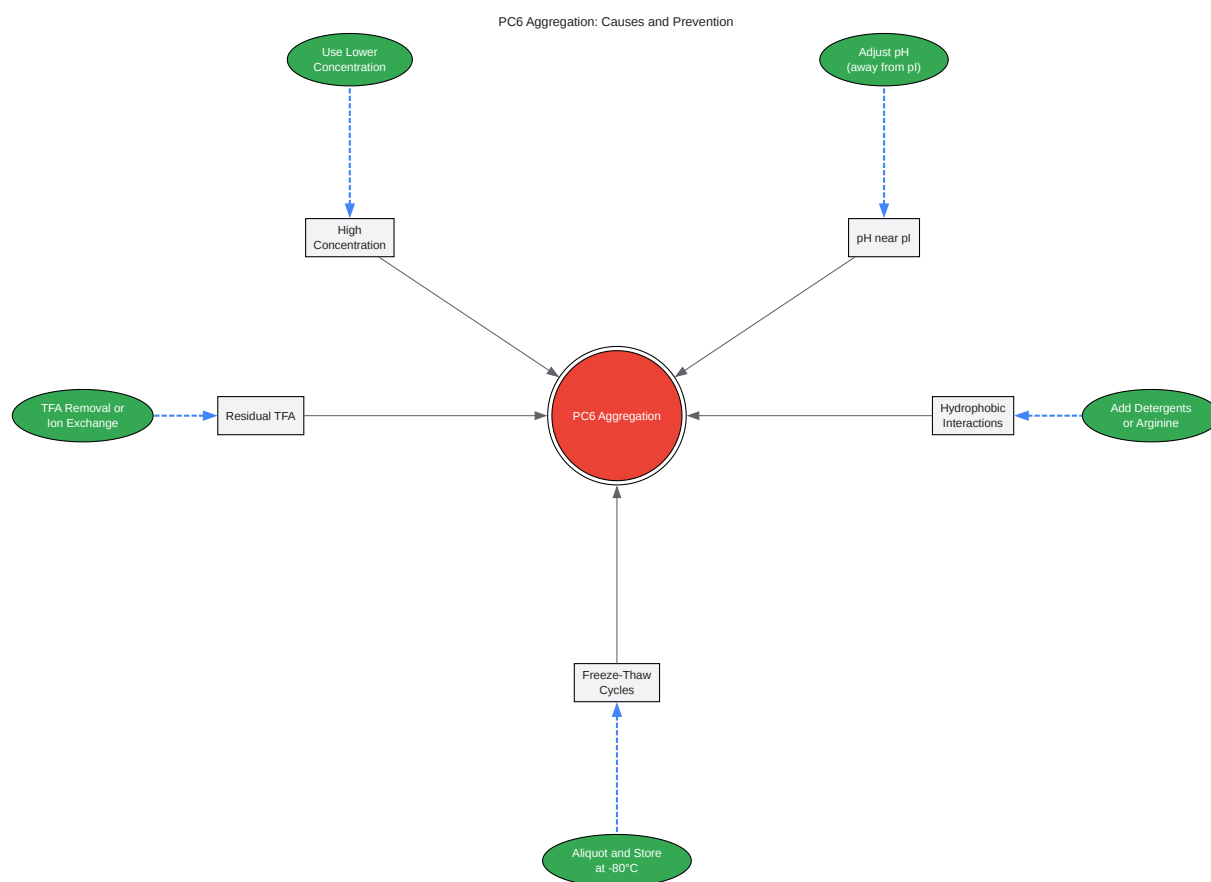 PC6 Aggregation: Causes and Prevention
Use Lower
Concentration
Adjust pH
(away from pI)
High
Concentration
pH near pI
TFA Removal or
Ion Exchange
Residual TFA
PC6 Aggregation
Hydrophobic
Interactions
Add Detergents
or Arginine
Freeze-Thaw
Cycles
Aliquot and Store
at -80°C